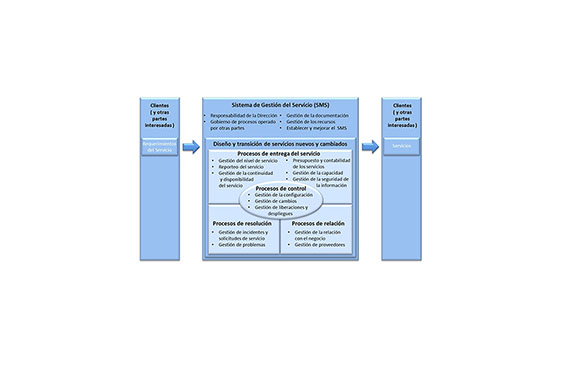 Clientes
( y otras
partes
interesadas)
Requerimientos
del Servicio
Sistema de Gestión del Servicio (SMS)
• Responsabilidad de la Dirección
• Gobierno de procesos operado
por otras partes
• Gestión de la documentación
• Gestión de los recursos
• Establecer y mejorar el SMS
Diseño y transición de servicios nuevos y cambiados
Procesos de entrega del servicio
• Gestión del nivel de servicio
• Reporteo del servicio
• Gestión de la continuidad
y disponibilidad
del servicio
• Presupuesto y contabilidad
de los servicios
• Gestión de la capacidad
• Gestión de la seguridad de
la información
Procesos de control
• Gestión de la configuración
• Gestión de cambios
• Gestión de liberaciones y
despliegues
Procesos de resolución
• Gestión de incidentes y
solicitudes de servicio
• Gestión de problemas
Procesos de relación
• Gestión de la relación
con el negocio
• Gestión de proveedores
Clientes
( y otras
partes
interesadas)
Servicios